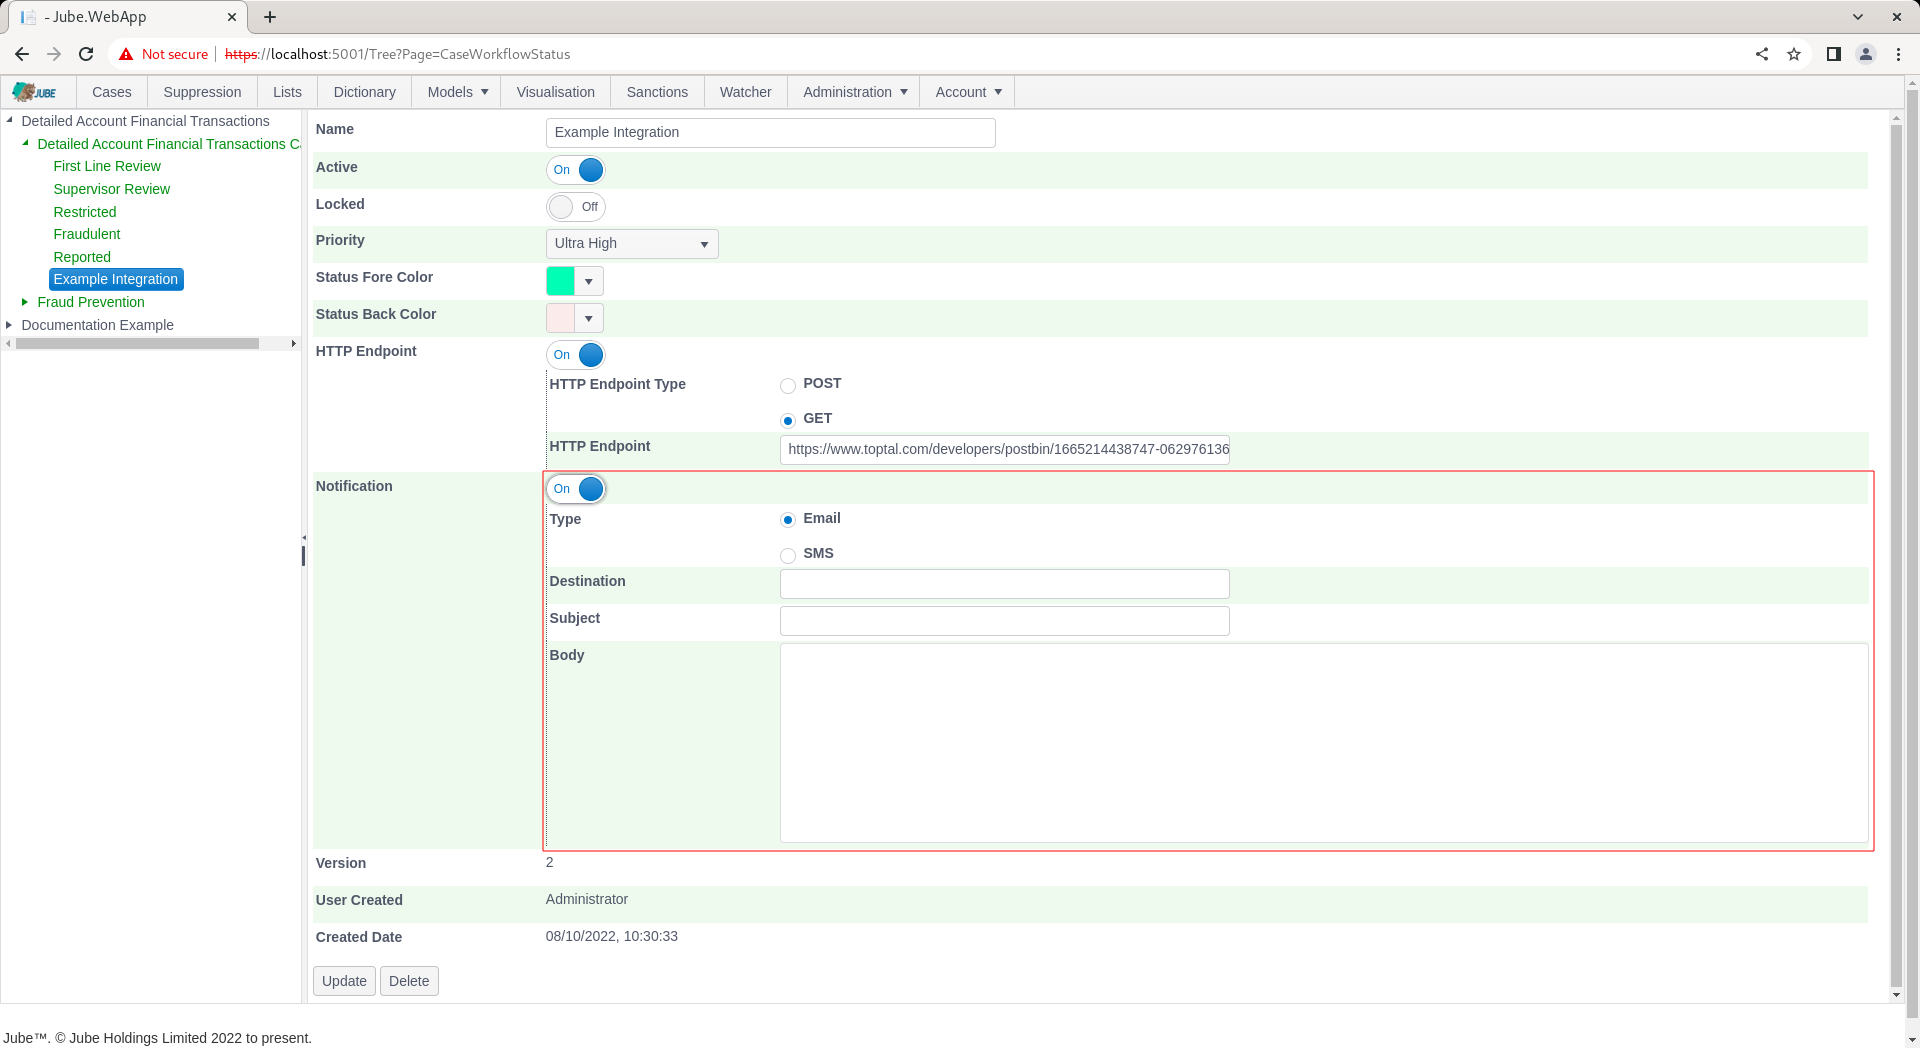 - Jube.WebApp
Not secure https://localhost:5001/Tree?Page=CaseWorkflowStatus
JUBE Cases Suppression Lists Dictionary Models Visualisation Sanctions Watcher Administration Account
Detailed Account Financial Transactions
Detailed Account Financial Transactions C
First Line Review
Supervisor Review
Restricted
Fraudulent
Reported
Example Integration
Fraud Prevention
Documentation Example
Name Example Integration
Active On
Locked Off
Priority Ultra High
Status Fore Color
Status Back Color
HTTP Endpoint On
HTTP Endpoint Type POST
GET
HTTP Endpoint https://www.toptal.com/developers/postbin/1665214438747-062976136
Notification On
Type Email
SMS
Destination
Subject
Body
Version 2
User Created Administrator
Created Date 08/10/2022, 10:30:33
Update Delete
Jube™. © Jube Holdings Limited 2022 to present.